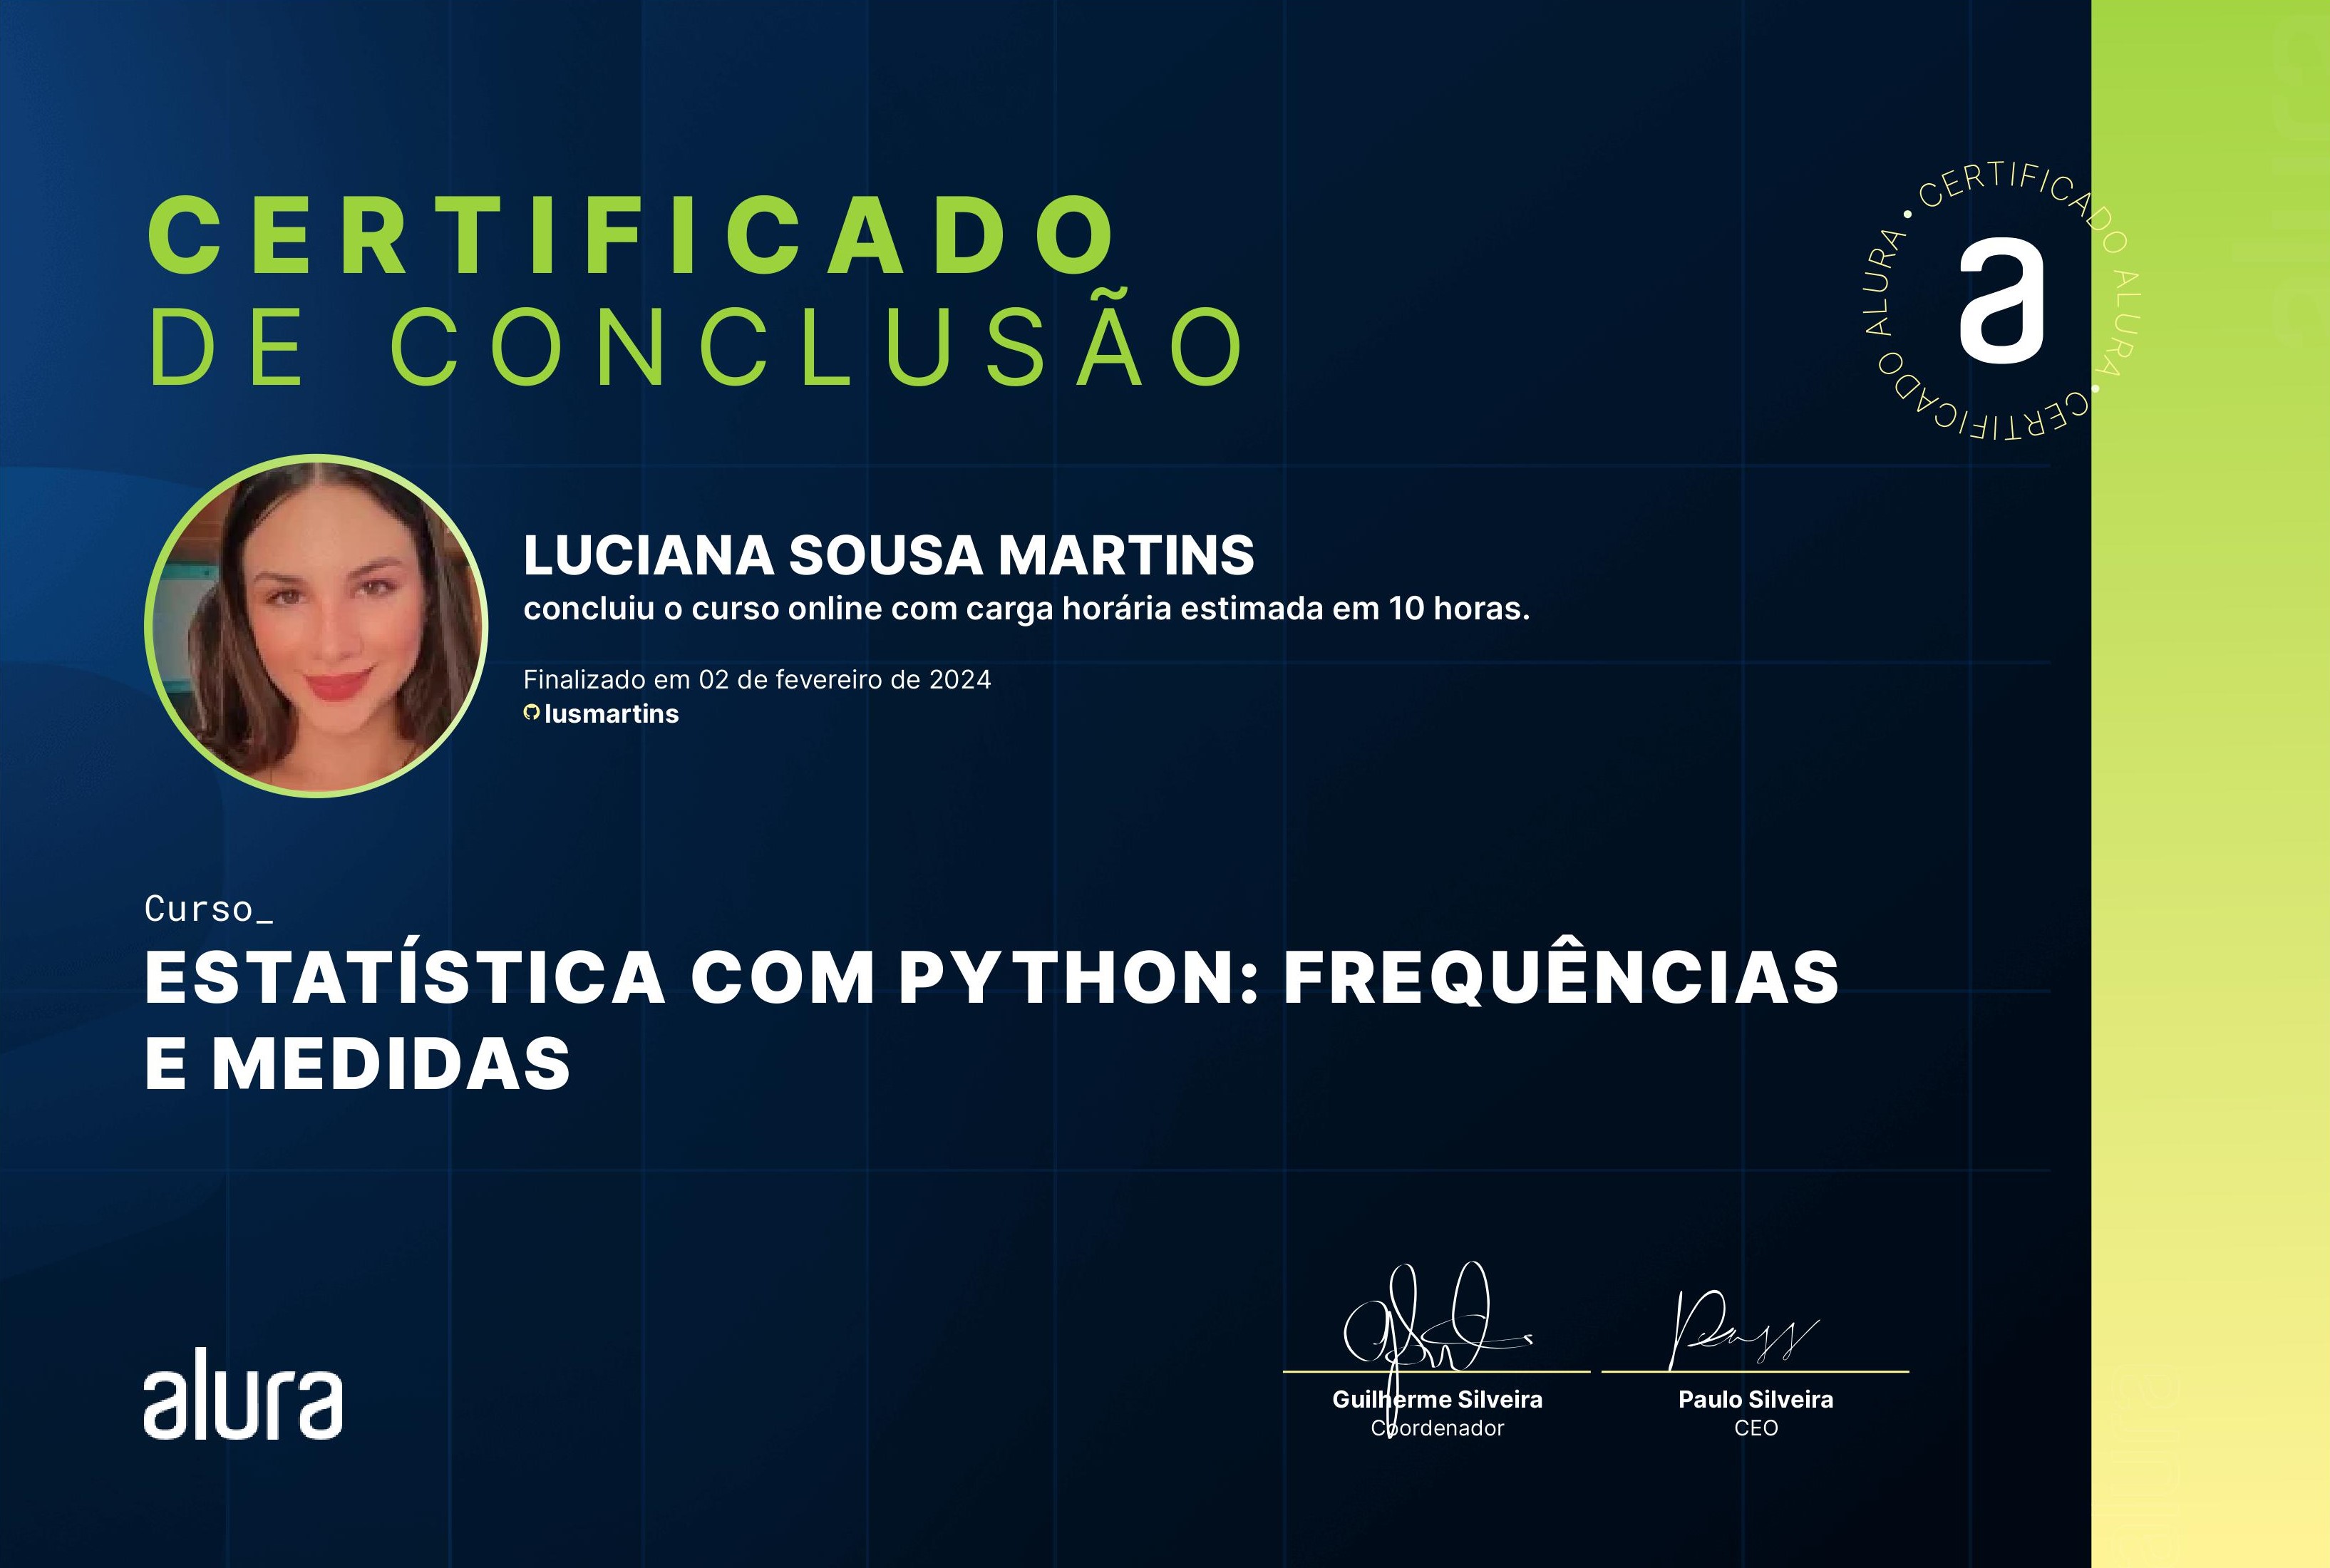 CERTIFICADO
DE CONCLUSÃO
CERTIFICADO ALURA • CERTIFICADO ALURA •
a
LUCIANA SOUSA MARTINS
concluiu o curso online com carga horária estimada em 10 horas.
Finalizado em 02 de fevereiro de 2024
lusmartins
Curso_
ESTATÍSTICA COM PYTHON: FREQUÊNCIAS
E MEDIDAS
alura
Guilherme Silveira
Coordenador
Paulo Silveira
CEO